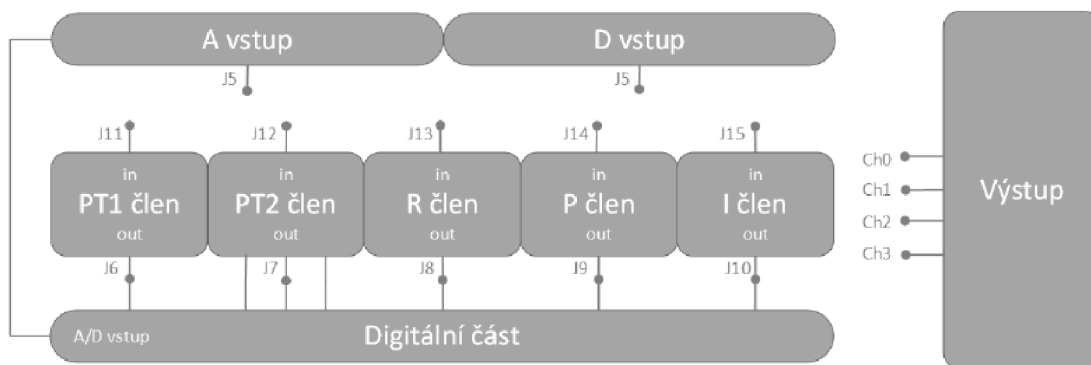 A vstup
D vstup
J5
J5
J11
J12
J13
J14
J15
in
in
in
in
in
PT1 člen
PT2 člen
R člen
P člen
I člen
out
out
out
out
out
J6
J7
J8
J9
J10
A/D vstup
Digitální část
Ch0
Ch1
Ch2
Ch3
Výstup